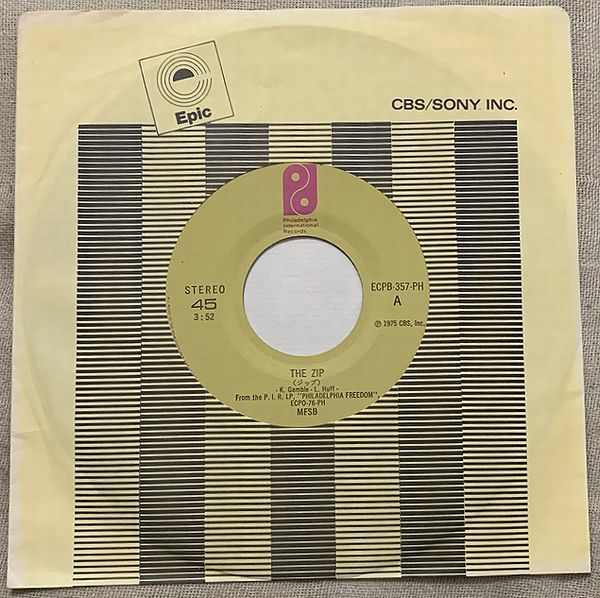 Epic
CBS/SONY INC.
Philadelphia
International
Records
STEREO
45
3:52
ECPB-357-PH
A
Ⓟ 1975 CBS, Inc.
THE ZIP
(ジップ)
- K. Gamble - L. Huff -
From the P. I. R. LP, "PHILADELPHIA FREEDOM",
ECPO-76-PH
MFSB